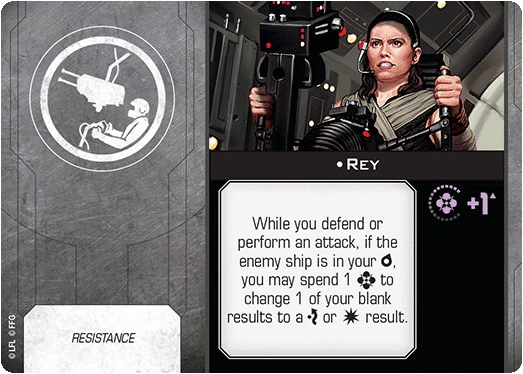 • REY
+1
While you defend or
perform an attack, if the
enemy ship is in your ,
you may spend 1 to
change 1 of your blank
results to a or result.
RESISTANCE
© LFL © FFG